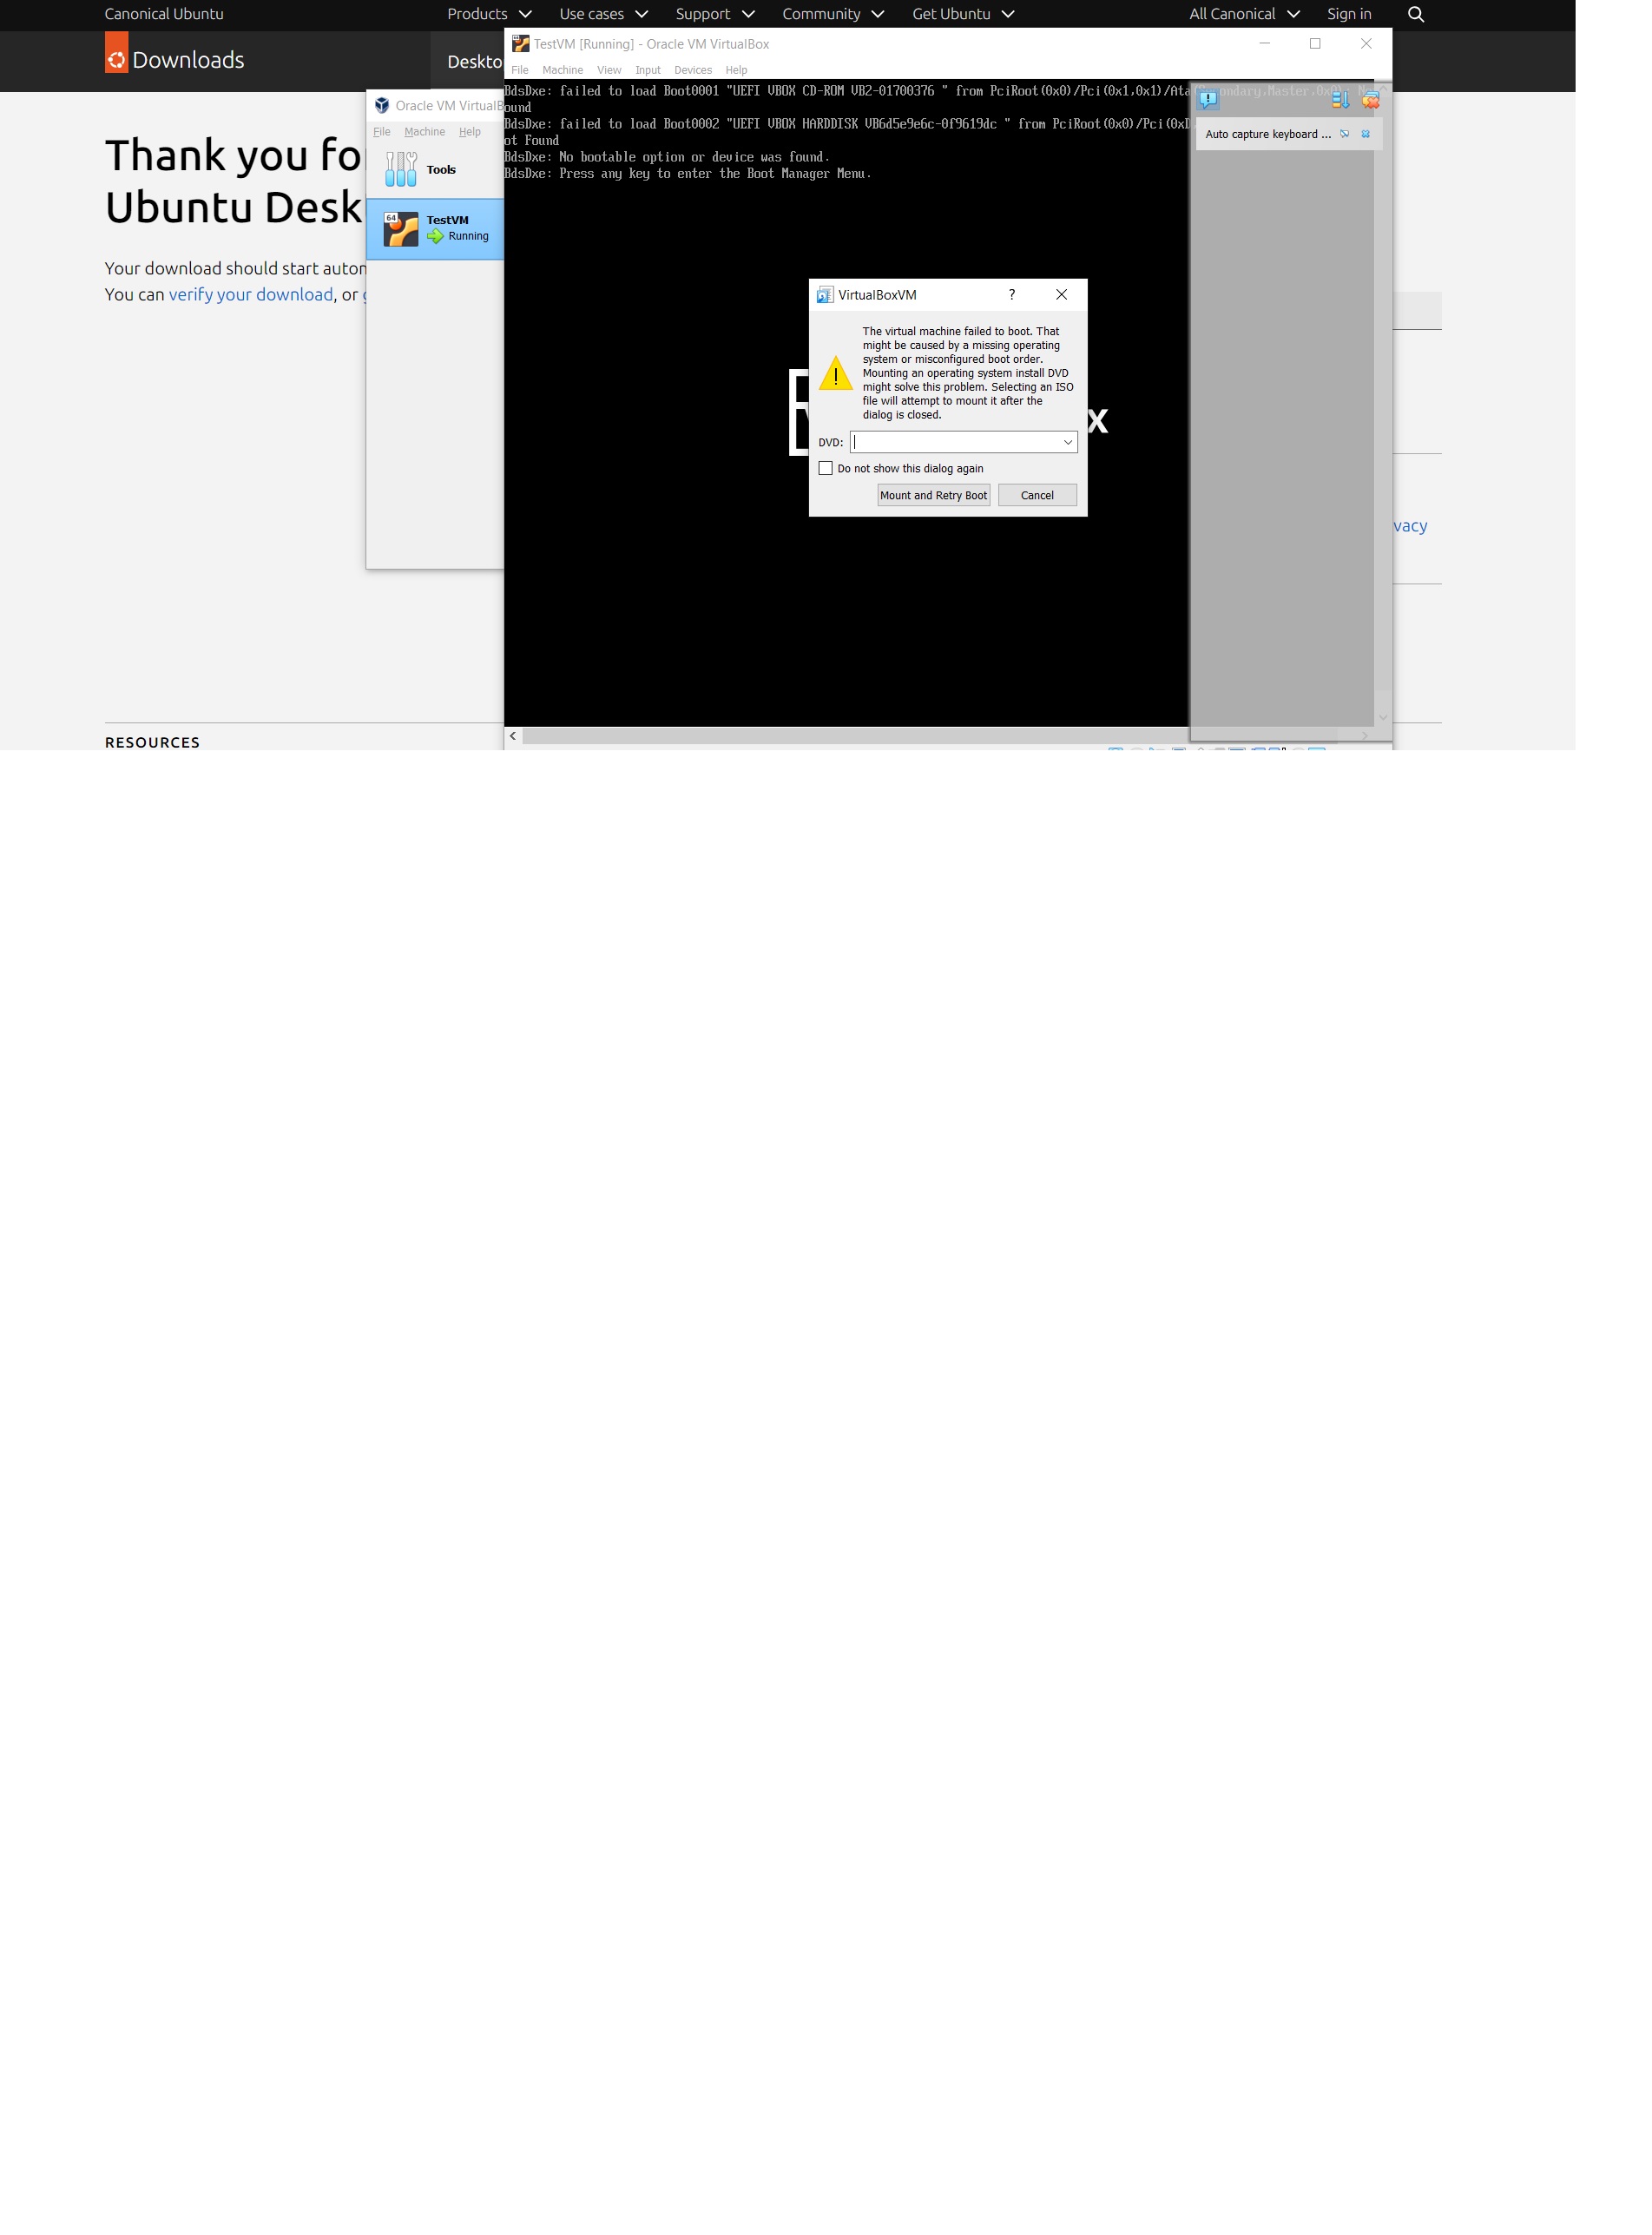 Canonical Ubuntu
Products
Use cases
Support
Community
Get Ubuntu
All Canonical
Sign in
Downloads
Deskto
TestVM [Running] - Oracle VM VirtualBox
File Machine View Input Devices Help
BdsDxe: failed to load Boot0001 "UEFI VBOX CD-ROM VB2-01700376 " from PciRoot(0x0)/Pci(0x1,0x1)/Ata(Secondary,Master,0x0): No
ound
BdsDxe: failed to load Boot0002 "UEFI VBOX HARDDISK VB6d5e9e6c-0f9619dc " from PciRoot(0x0)/Pci(0xD
ot Found
BdsDxe: No bootable option or device was found.
BdsDxe: Press any key to enter the Boot Manager Menu.
Auto capture keyboard ...
Oracle VM VirtualB
File Machine Help
Tools
64
TestVM
Running
Thank you fo
Ubuntu Desk
Your download should start auton
You can verify your download, or
VirtualBoxVM
The virtual machine failed to boot. That
might be caused by a missing operating
system or misconfigured boot order.
Mounting an operating system install DVD
might solve this problem. Selecting an ISO
file will attempt to mount it after the
dialog is closed.
DVD:
Do not show this dialog again
Mount and Retry Boot
Cancel
x
vacy
RESOURCES